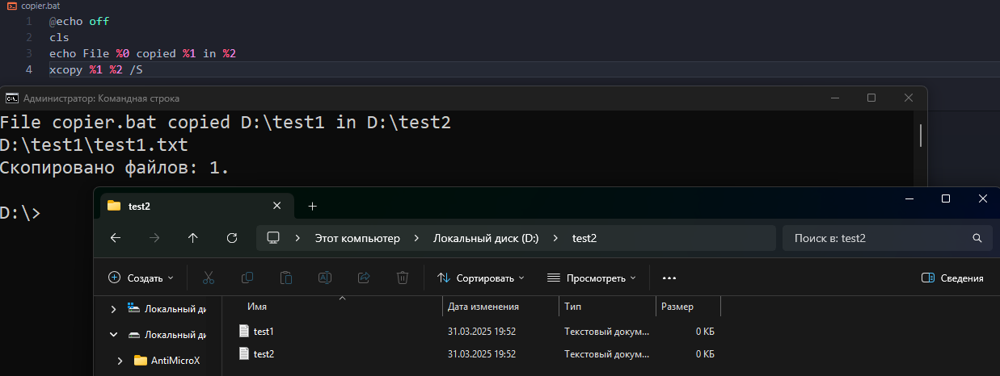 copier.bat
1 @echo off
2 cls
3 echo File %0 copied %1 in %2
4 xcopy %1 %2 /S
Администратор: Командная строка
File copier.bat copied D:\test1 in D:\test2
D:\test1\test1.txt
Скопировано файлов: 1.
D:\>
test2
Этот компьютер > Локальный диск (D:) > test2
Поиск в: test2
Создать
Сортировать
Просмотреть
Сведения
Имя Дата изменения Тип Размер
Локальный ди
Локальный ди
AntiMicroX
test1 31.03.2025 19:52 Текстовый докум... 0 КБ
test2 31.03.2025 19:52 Текстовый докум... 0 КБ